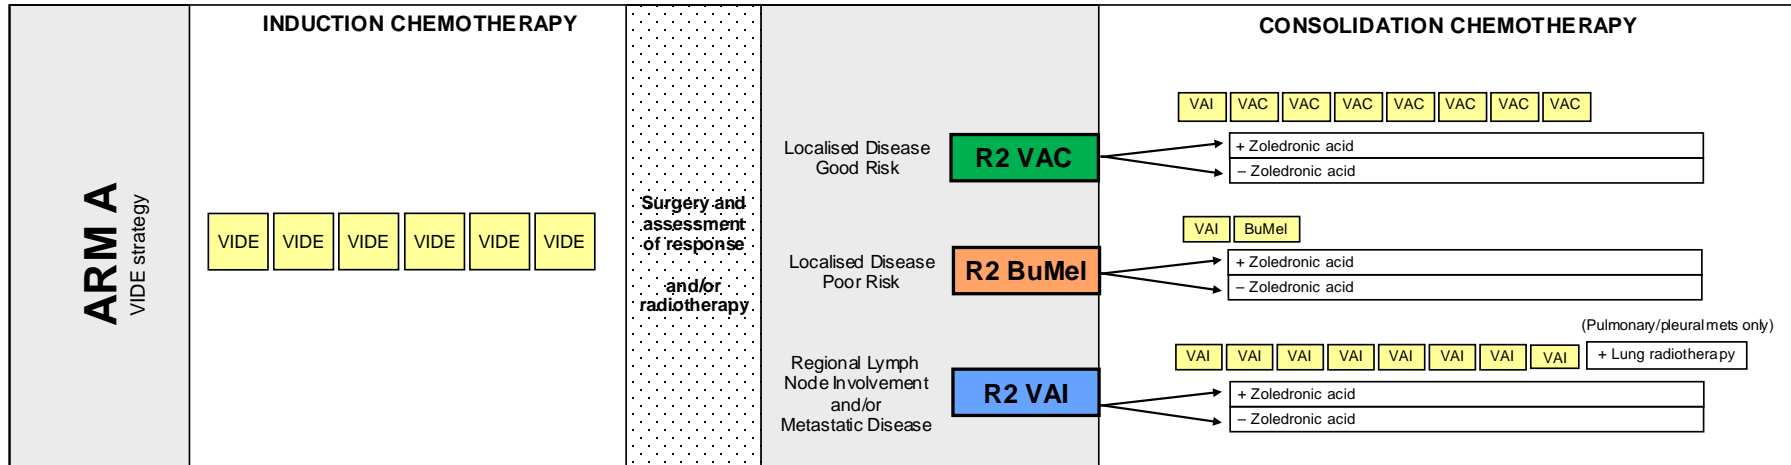 INDUCTION CHEMOTHERAPY
CONSOLIDATION CHEMOTHERAPY
ARM A
VIDE strategy
VIDE VIDE VIDE VIDE VIDE VIDE
Surgery and
assessment
of response
and/or
radiotherapy
Localised Disease
Good Risk
R2 VAC
VAI VAC VAC VAC VAC VAC VAC VAC
+ Zoledronic acid
– Zoledronic acid
Localised Disease
Poor Risk
R2 BuMel
VAI BuMel
+ Zoledronic acid
– Zoledronic acid
Regional Lymph
Node Involvement
and/or
Metastatic Disease
R2 VAI
(Pulmonary/pleural mets only)
VAI VAI VAI VAI VAI VAI VAI VAI + Lung radiotherapy
+ Zoledronic acid
– Zoledronic acid